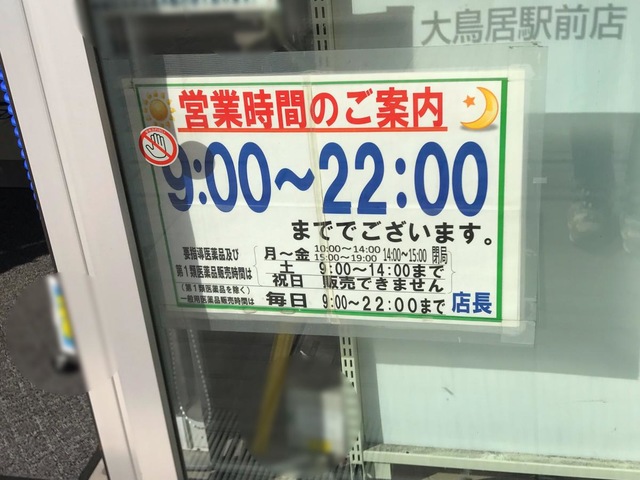 大鳥居駅前店
営業時間のご案内
9:00~22:00
まででございます。
要指導医薬品及び
第1類医薬品販売時間は
月~金 10:00~14:00 15:00~19:00 14:00~15:00 閉局
土 9:00~14:00まで
祝日 販売できません
(第1類医薬品を除く)
一般用医薬品販売時間は 毎日 9:00~22:00まで 店長